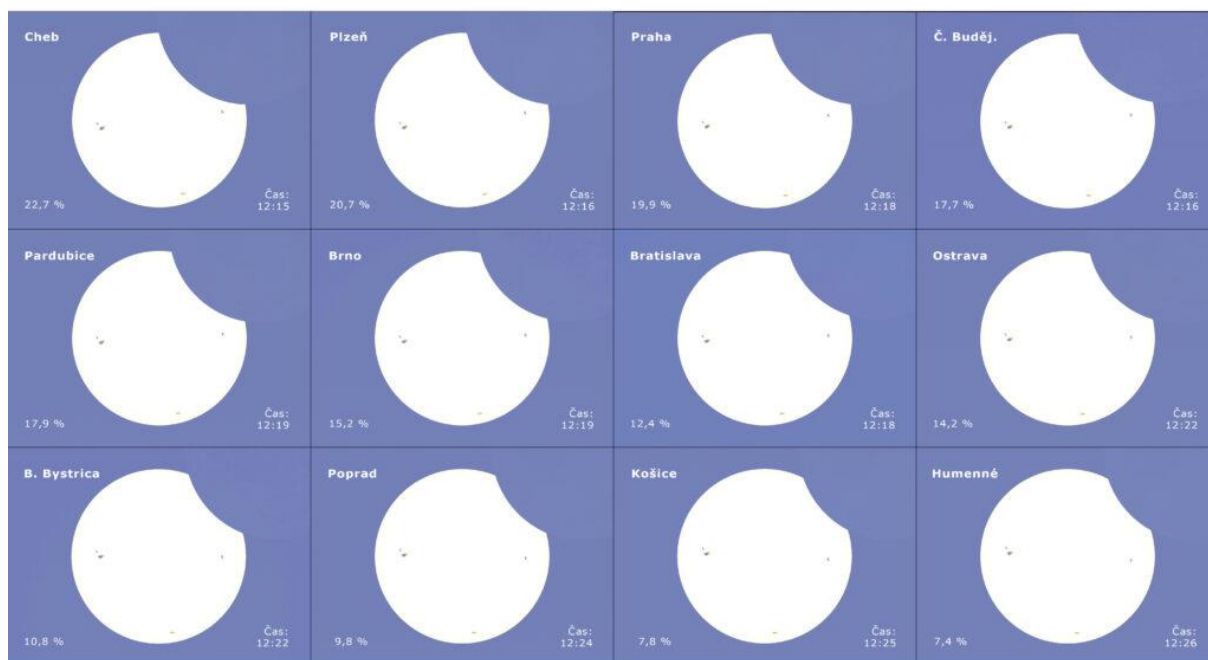 Cheb
22,7 %
Čas:
12:15
Plzeň
20,7 %
Čas:
12:16
Praha
19,9 %
Čas:
12:18
Č. Buděj.
17,7 %
Čas:
12:16
Pardubice
17,9 %
Čas:
12:19
Brno
15,2 %
Čas:
12:19
Bratislava
12,4 %
Čas:
12:18
Ostrava
14,2 %
Čas:
12:22
B. Bystrica
10,8 %
Čas:
12:22
Poprad
9,8 %
Čas:
12:24
Košice
7,8 %
Čas:
12:25
Humenné
7,4 %
Čas:
12:26